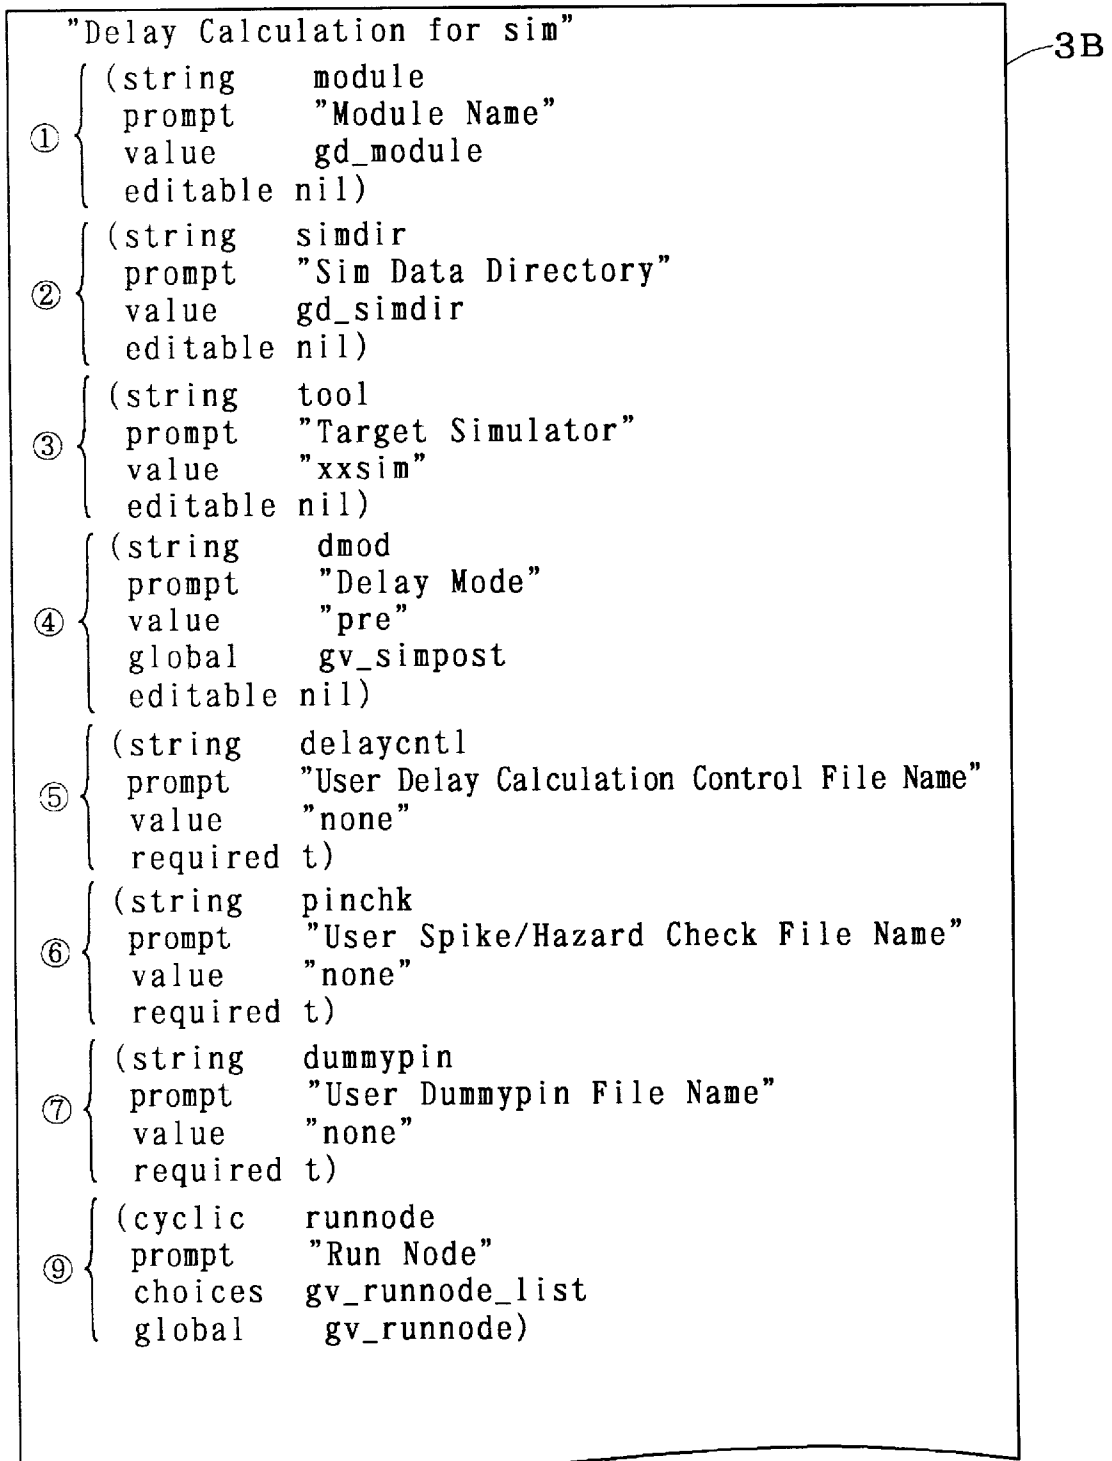 "Delay Calculation for sim"
3B
(string module
prompt "Module Name"
① value gd_module
editable nil)
(string simdir
prompt "Sim Data Directory"
② value gd_simdir
editable nil)
(string tool
prompt "Target Simulator"
③ value "xxsim"
editable nil)
(string dmod
prompt "Delay Mode"
④ value "pre"
global gv_simpost
editable nil)
(string delaycntl
prompt "User Delay Calculation Control File Name"
⑤ value "none"
required t)
(string pinchk
prompt "User Spike/Hazard Check File Name"
⑥ value "none"
required t)
(string dummypin
prompt "User Dummypin File Name"
⑦ value "none"
required t)
(cyclic runnode
prompt "Run Node"
⑨ choices gv_runnode_list
global gv_runnode)